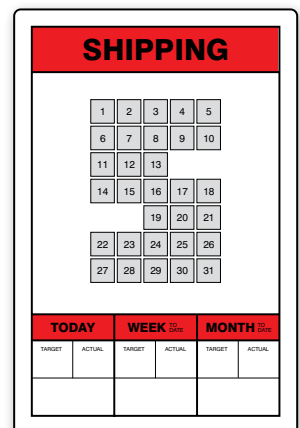 SHIPPING
1 2 3 4 5
6 7 8 9 10
11 12 13
14 15 16 17 18
19 20 21
22 23 24 25 26
27 28 29 30 31
TODAY WEEK TO DATE MONTH TO DATE
TARGET ACTUAL TARGET ACTUAL TARGET ACTUAL